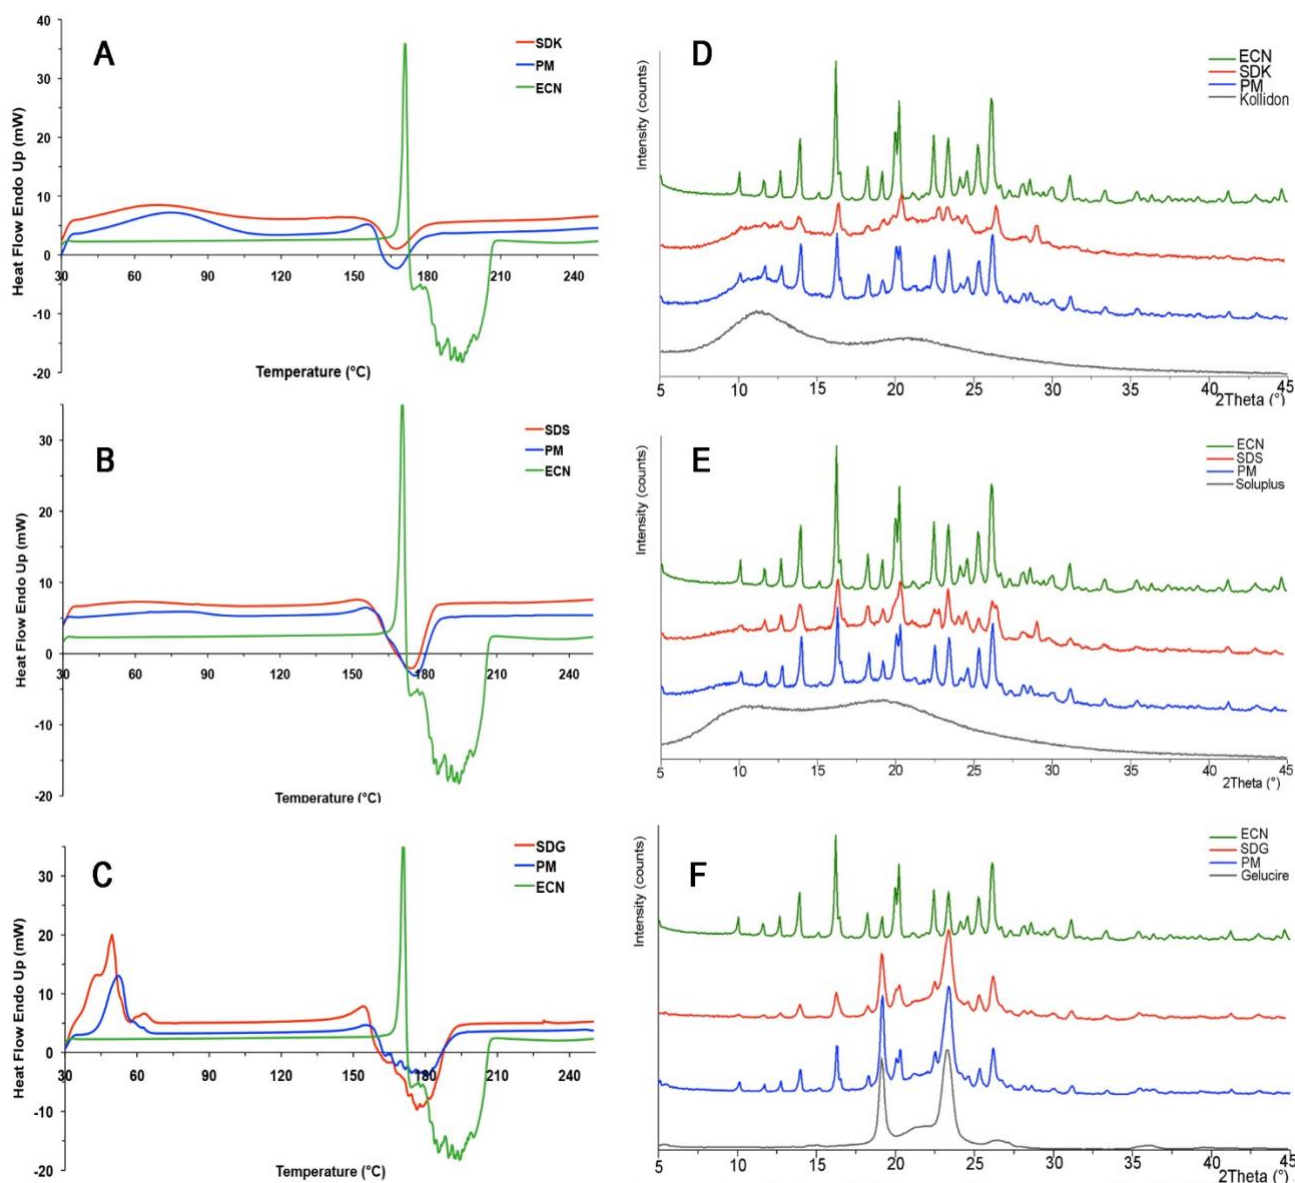 A
SDK
PM
ECN
Heat Flow Endo Up (mW)
40
30
20
10
0
-10
-20
30 60 90 120 150 180 210 240
Temperature (°C)
D
ECN
SDK
PM
Kollidon
Intensity (counts)
5 10 15 20 25 30 35 40 45
2Theta (°)
B
SDS
PM
ECN
Heat Flow Endo Up (mW)
30
20
10
0
-10
-20
30 60 90 120 150 180 210 240
Temperature (°C)
E
ECN
SDS
PM
Soluplus
Intensity (counts)
5 10 15 20 25 30 35 40 45
2Theta (°)
C
SDG
PM
ECN
Heat Flow Endo Up (mW)
30
20
10
0
-10
-20
30 60 90 120 150 180 210 240
Temperature (°C)
F
ECN
SDG
PM
Gelucire
Intensity (counts)
5 10 15 20 25 30 35 40 45
2Theta (°)